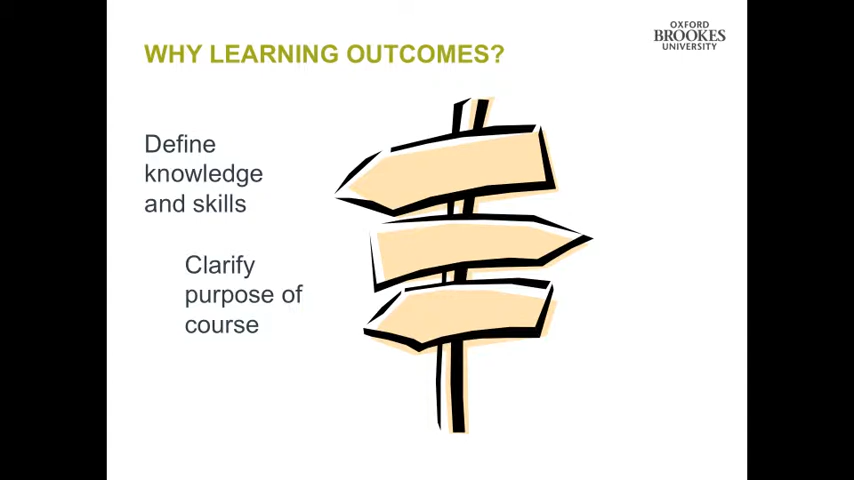 WHY LEARNING OUTCOMES?
OXFORD
BROOKES
UNIVERSITY
Define
knowledge
and skills
Clarify
purpose of
course